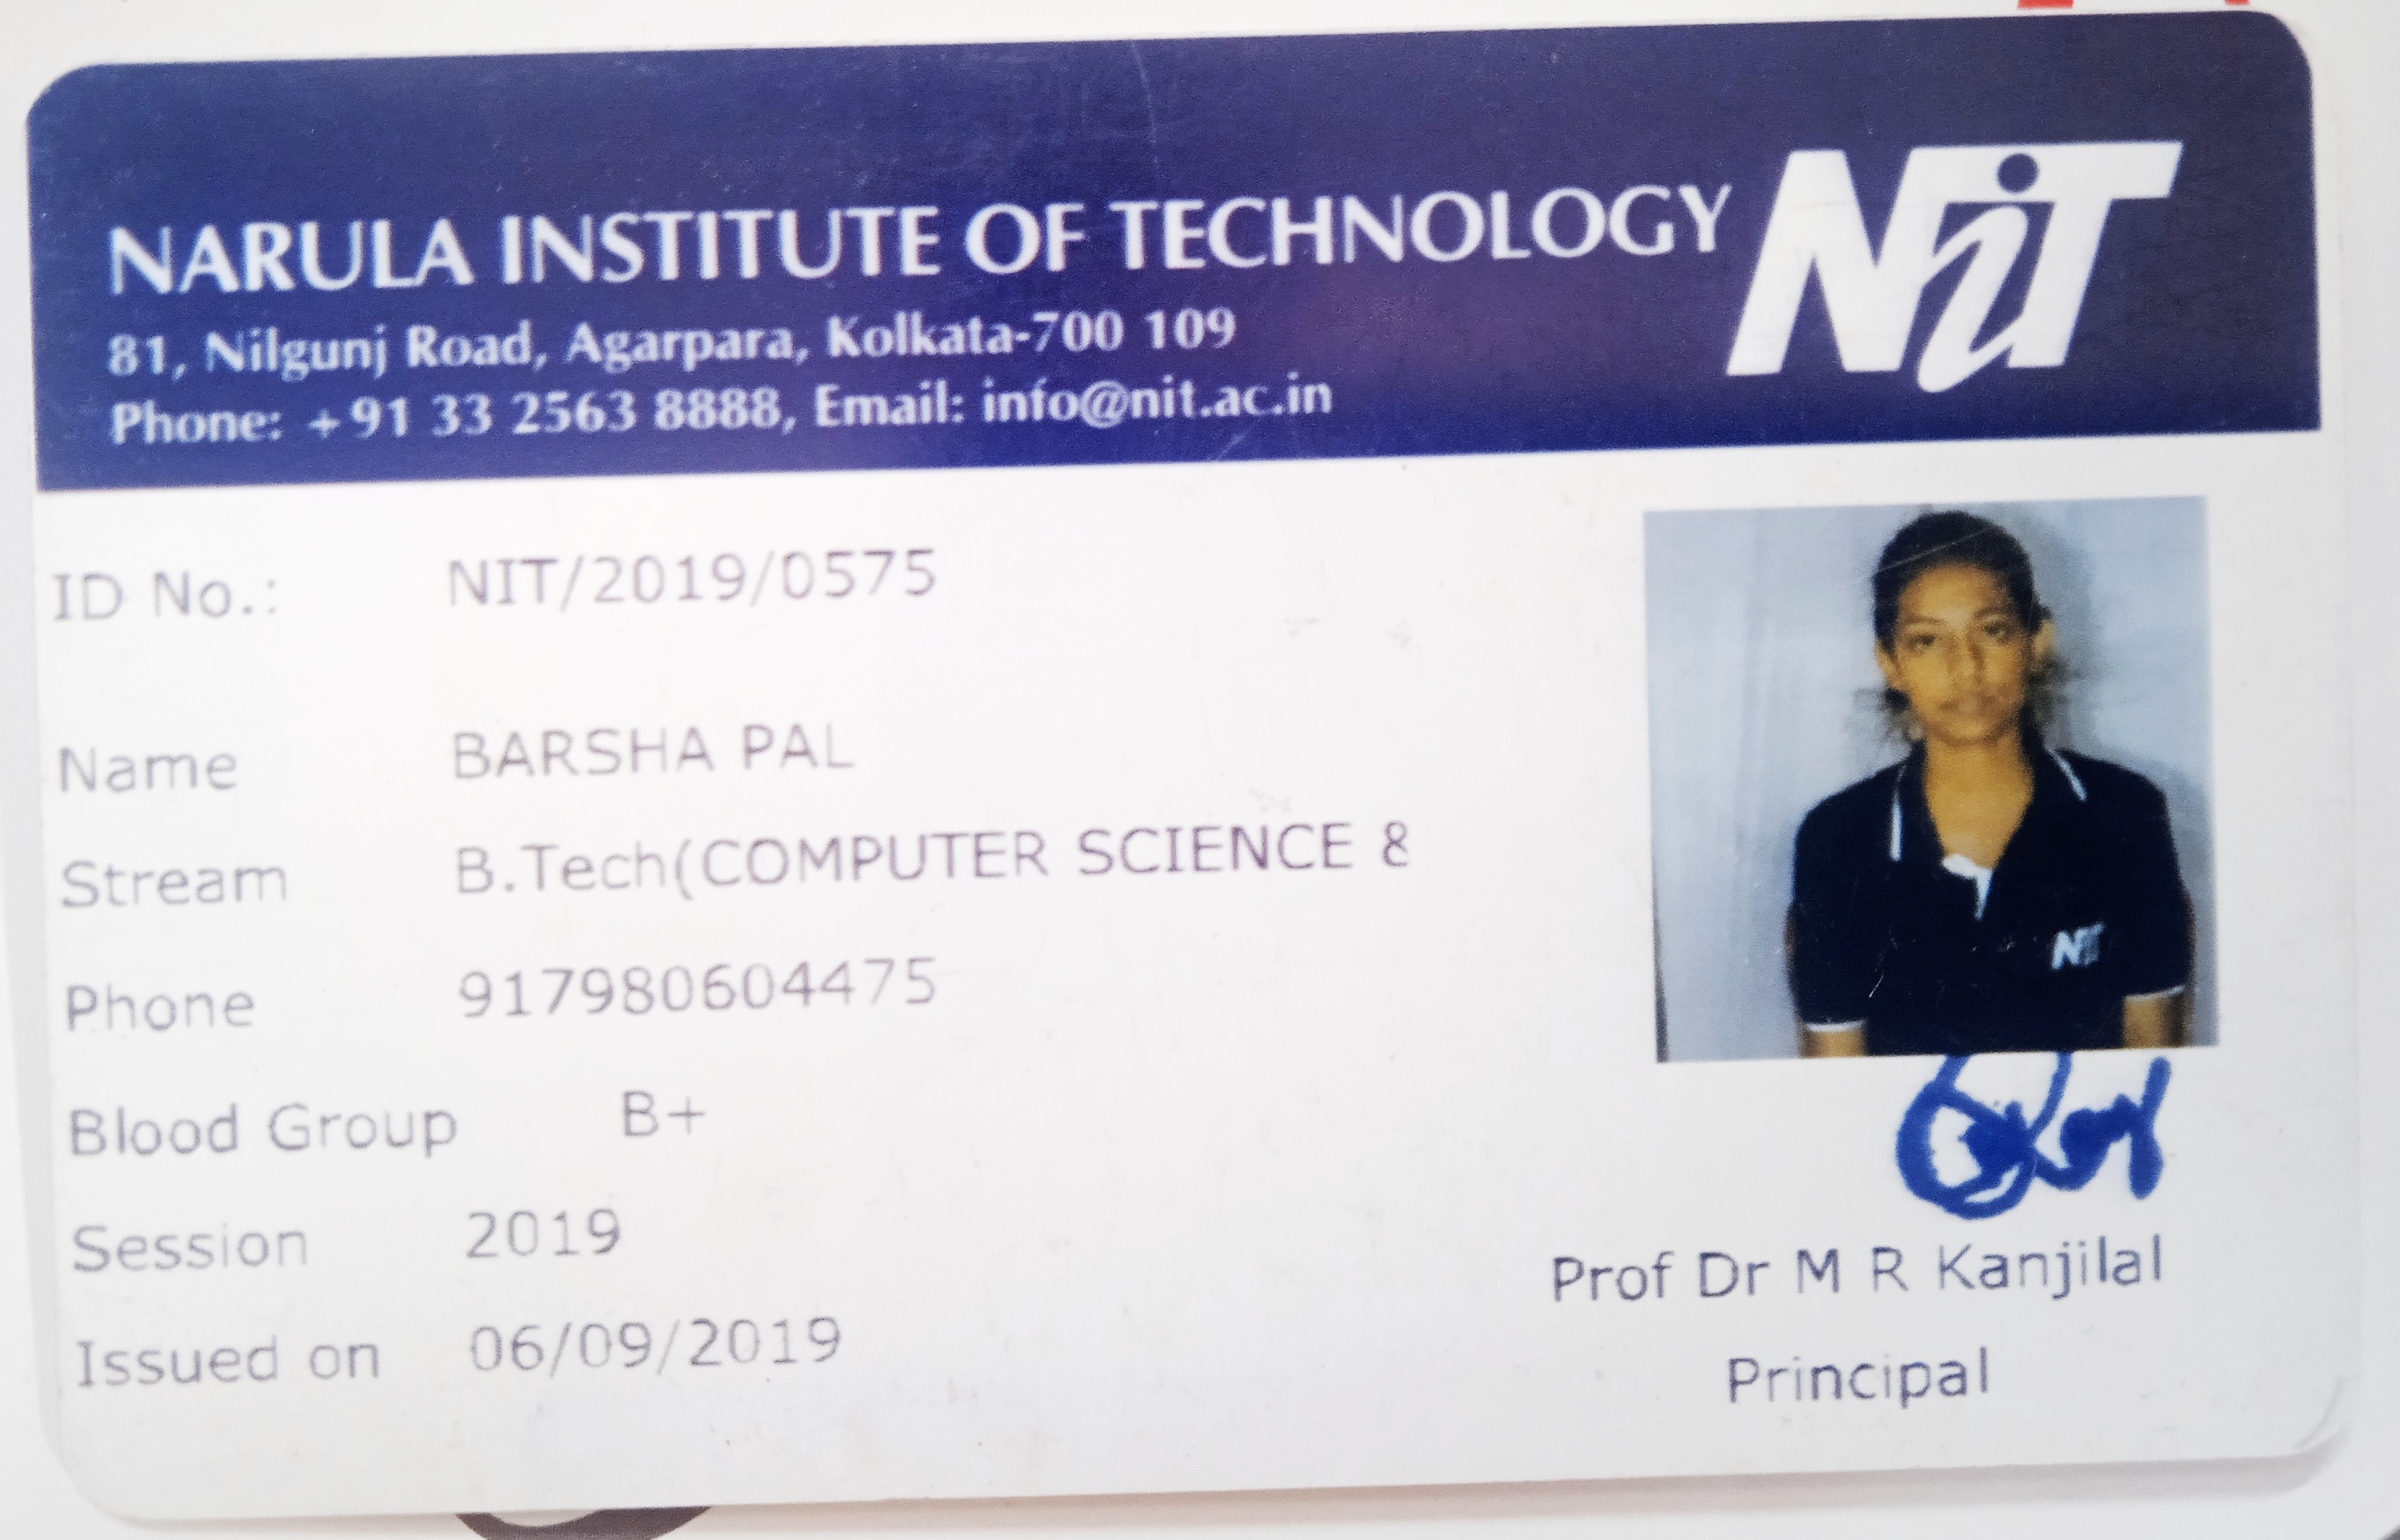 NARULA INSTITUTE OF TECHNOLOGY
NiT
81, Nilgunj Road, Agarpara, Kolkata-700 109
Phone: +91 33 2563 8888, Email: info@nit.ac.in
ID No.: NIT/2019/0575
Name BARSHA PAL
Stream B.Tech(COMPUTER SCIENCE &
Phone 917980604475
Blood Group B+
Session 2019
Issued on 06/09/2019
NiT
Prof Dr M R Kanjilal
Principal